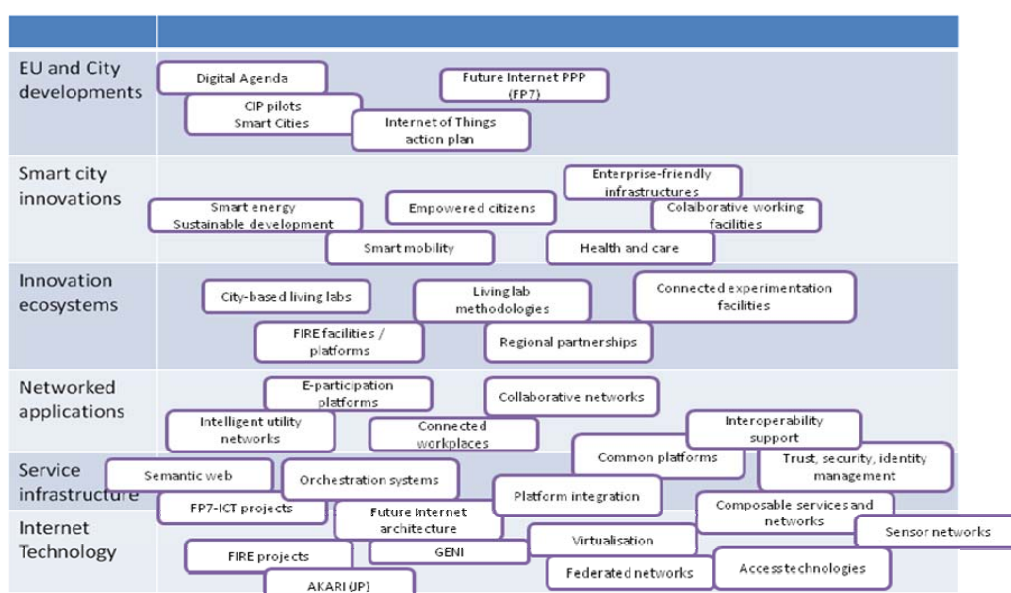 EU and City
developments
Digital Agenda
Future Internet PPP
(FP7)
CIP pilots
Smart Cities
Internet of Things
action plan
Smart city
innovations
Enterprise-friendly
infrastructures
Smart energy
Sustainable development
Empowered citizens
Colalborative working
facilities
Smart mobility
Health and care
Innovation
ecosystems
City-based living labs
Living lab
methodologies
Connected experimentation
facilities
FIRE facilities /
platforms
Regional partnerships
Networked
applications
E-participation
platforms
Collaborative networks
Intelligent utility
networks
Connected
workplaces
Interoperability
support
Common platforms
Trust, security, identity
management
Service
infrastructure
Semantic web
Orchestration systems
Platform integration
FP7-ICT projects
Future Internet
architecture
Composable services and
networks
Sensor networks
Internet
Technology
FIRE projects
GENI
Virtualisation
AKARI (JP)
Federated networks
Access technologies